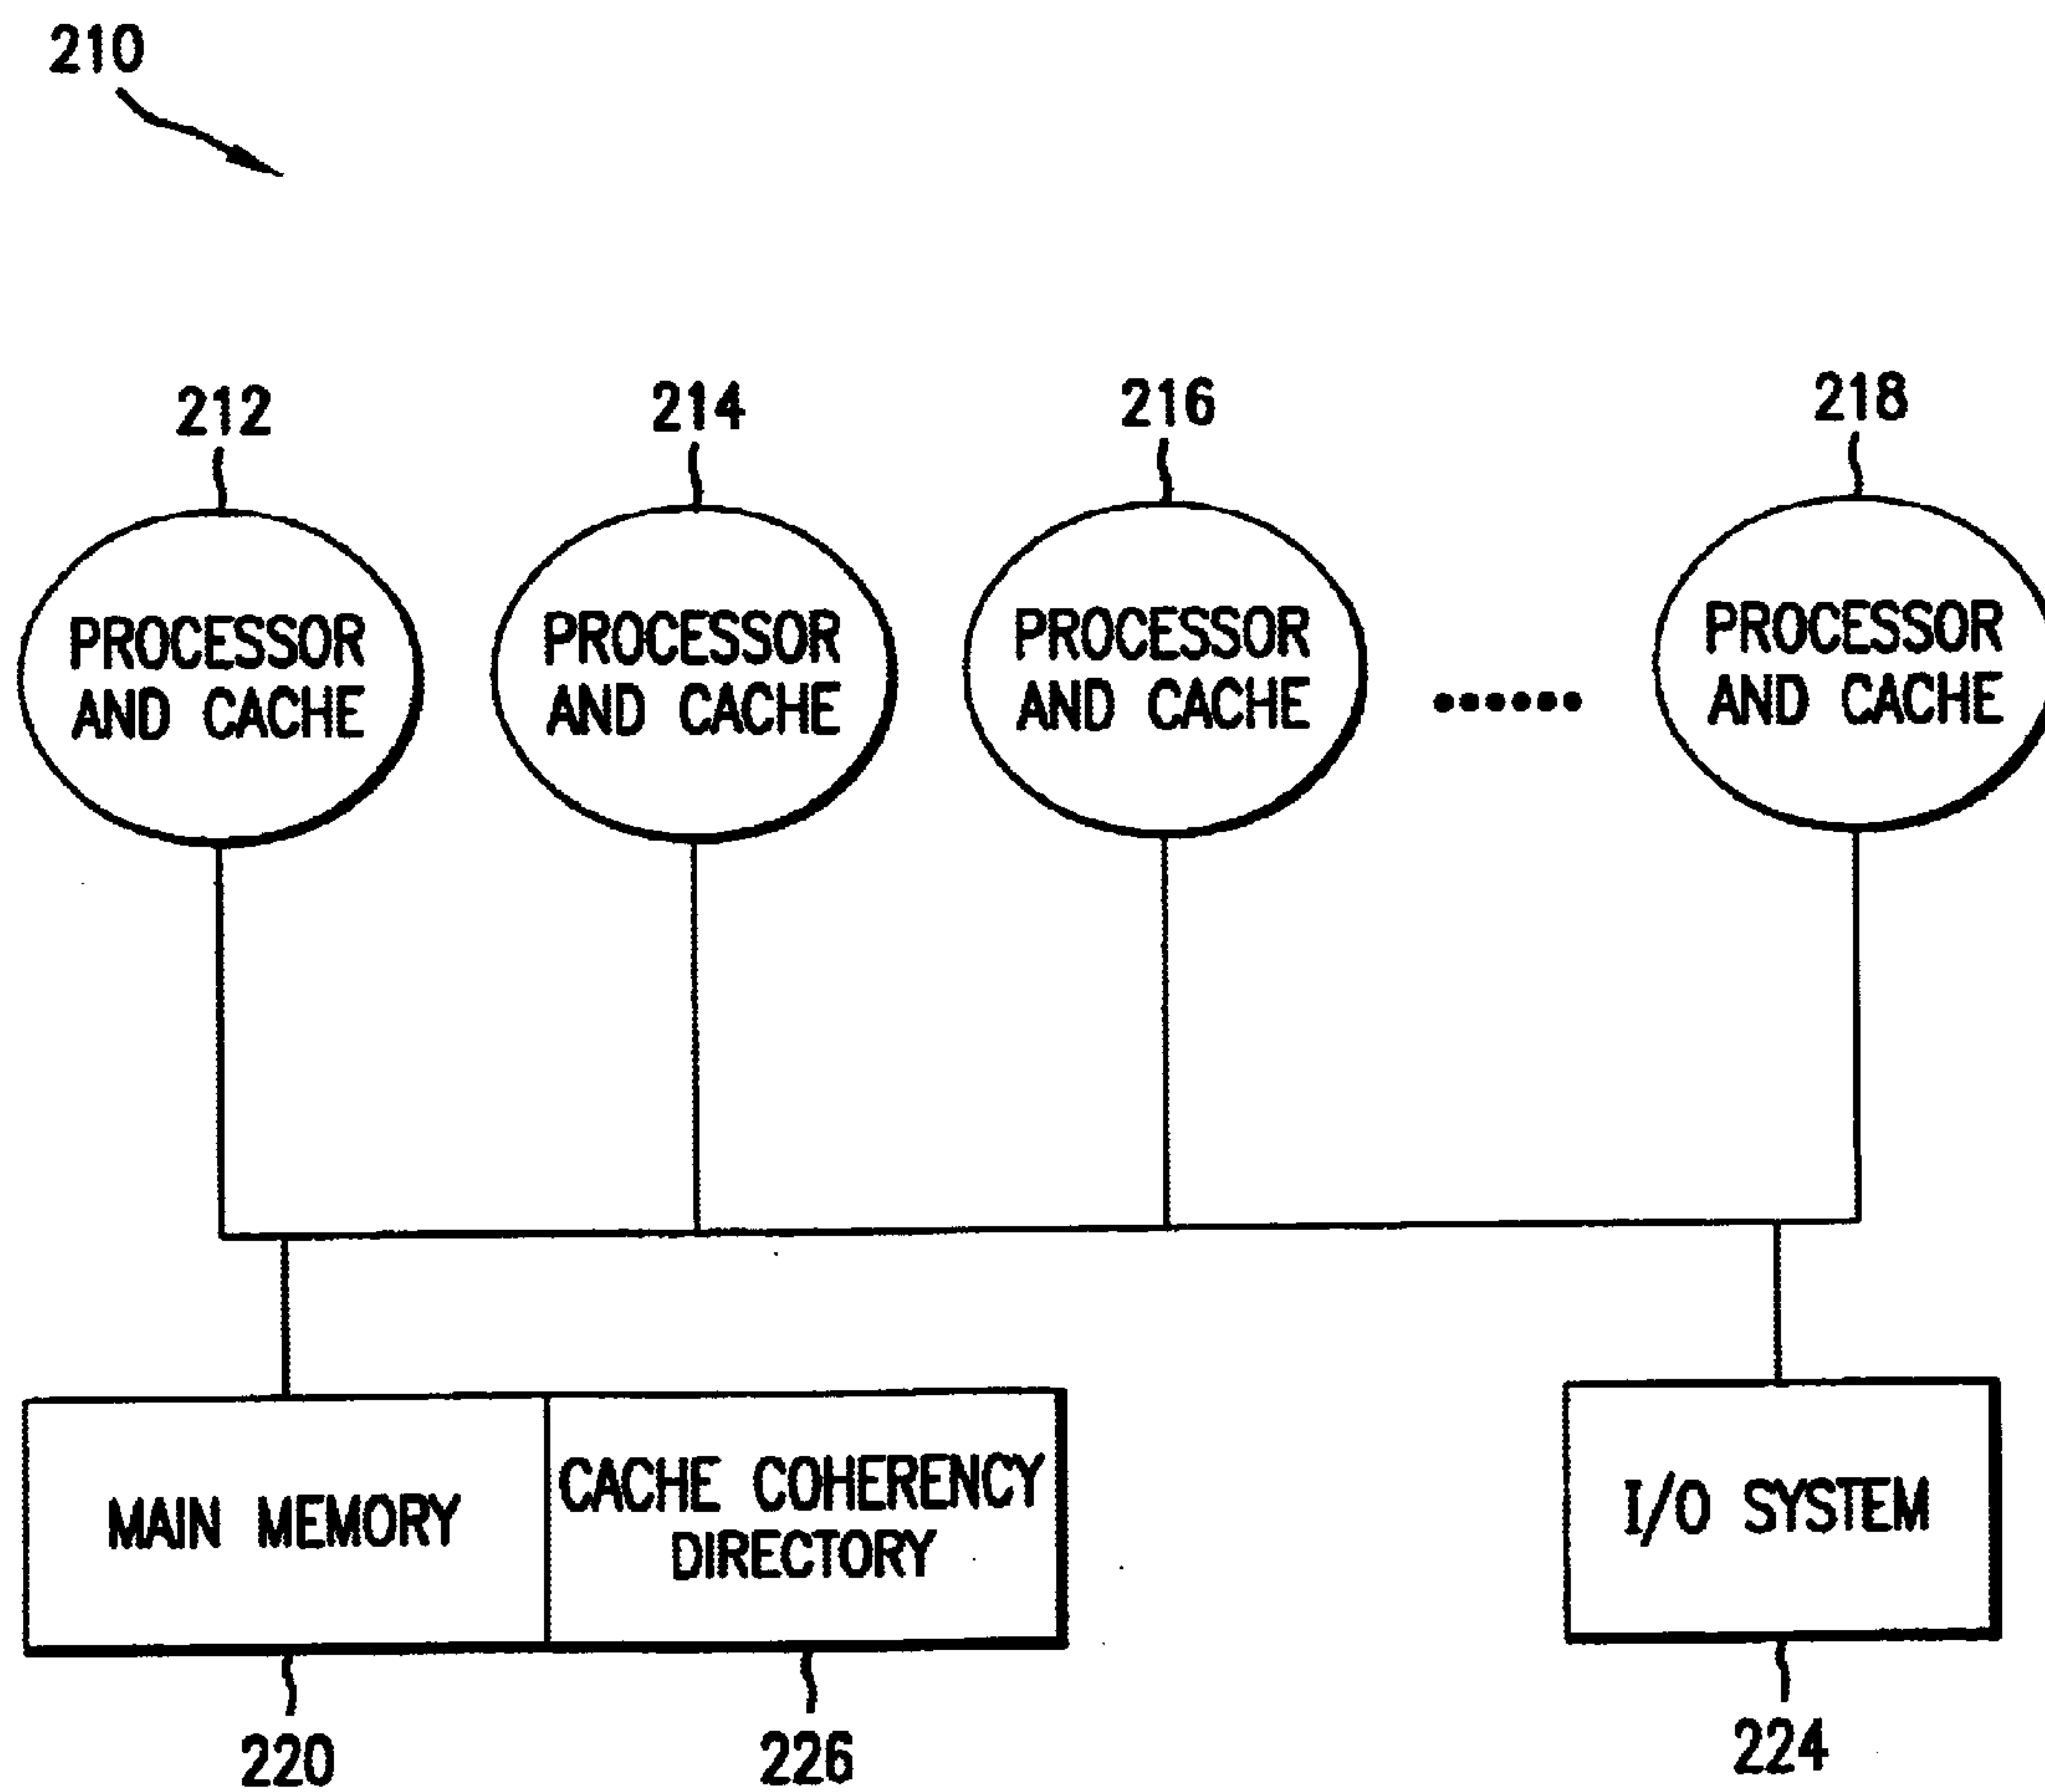 210
212
214
216
218
PROCESSOR
AND CACHE
PROCESSOR
AND CACHE
PROCESSOR
AND CACHE
PROCESSOR
AND CACHE
MAIN MEMORY
CACHE COHERENCY
DIRECTORY
I/O SYSTEM
220
226
224